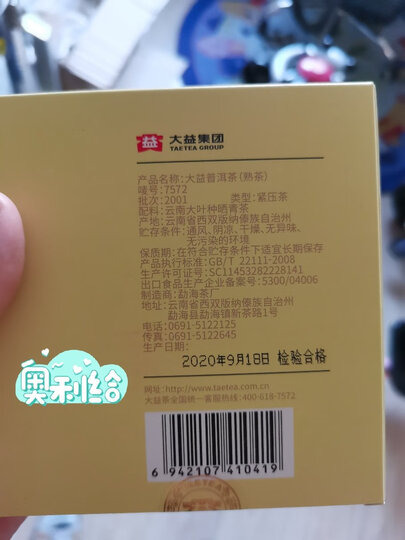 益 大益集团
TAETEA GROUP
产品名称:大益普洱茶(熟茶)
唛号:7572
批次:2001 类型:紧压茶
配料:云南大叶种晒青茶
产地:云南省西双版纳傣族自治州
贮存条件:通风、阴凉、干燥、无异味、
无污染的环境
保质期:在符合贮存条件下适宜长期保存
产品执行标准:GB/T 22111-2008
生产许可证号:SC11453282228141
出口食品生产企业备案号:5300/04006
制造商:勐海茶厂
地址:云南省西双版纳傣族自治州
勐海县勐海镇新茶路1号
电话:0691-5122125
传真:0691-5122645
生产日期:
2020年9月18日 检验合格
奥利给
网址:http://www.taetea.com.cn
大益茶全国统一客服热线:400-618-7572
6 942107 410419